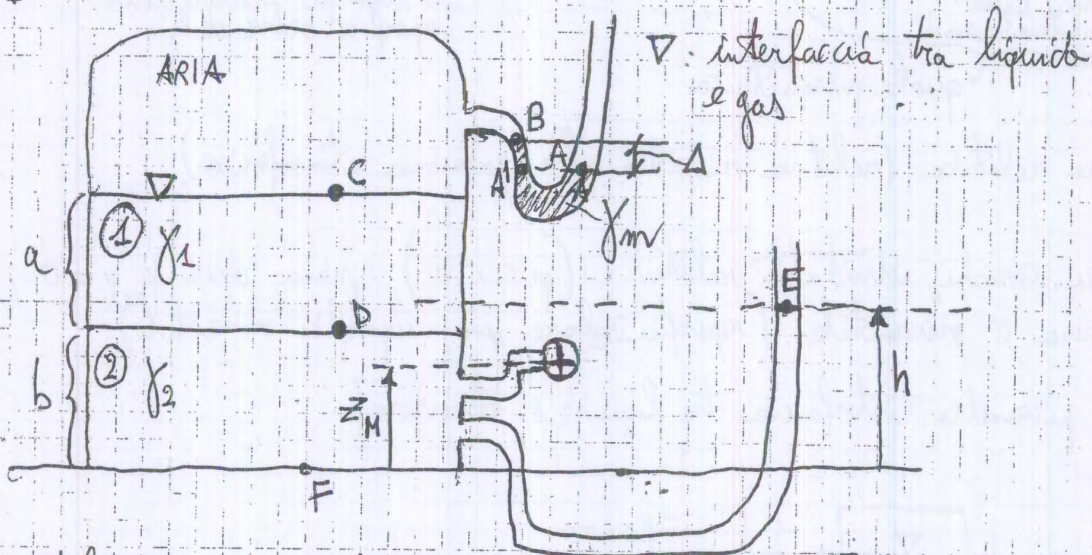 ARIA
∇ interfaccia tra liquido
e gas
B
A
Δ
A'
C
γm
① γ1
a
E
D
② γ2
b
zM
h
F